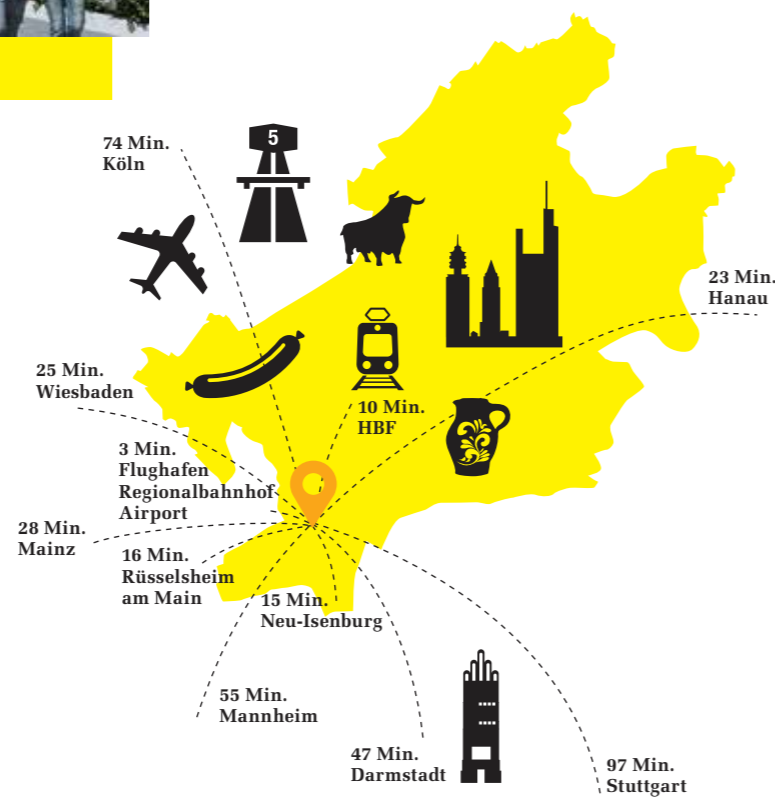 5
74 Min.
Köln
23 Min.
Hanau
25 Min.
Wiesbaden
10 Min.
HBF
3 Min.
Flughafen
Regionalbahnhof
Airport
28 Min.
Mainz
16 Min.
Rüsselsheim
am Main
15 Min.
Neu-Isenburg
55 Min.
Mannheim
47 Min.
Darmstadt
97 Min.
Stuttgart